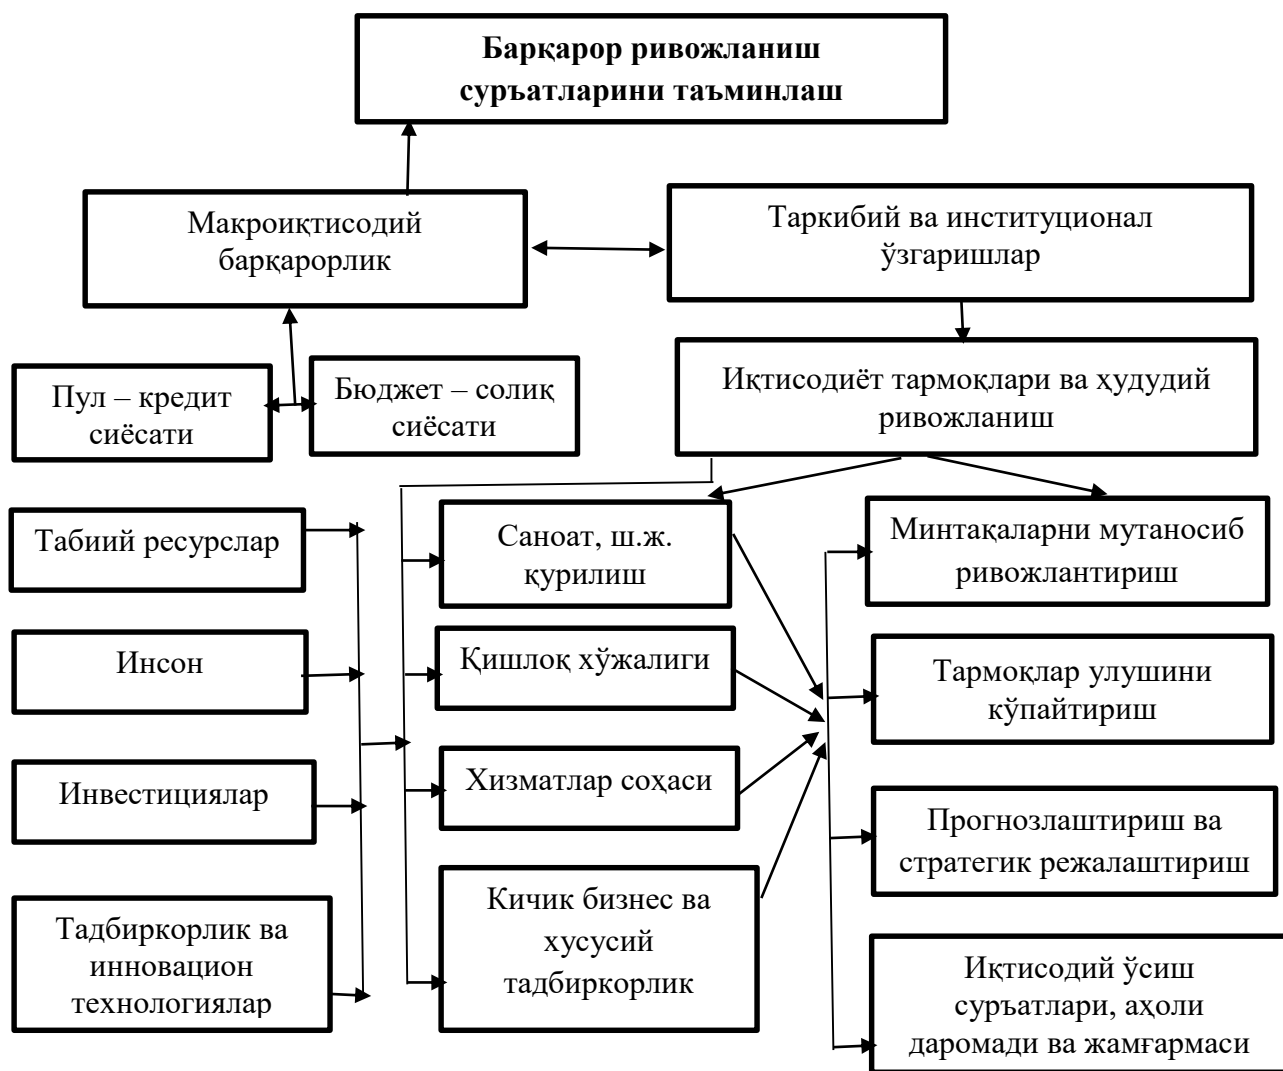 Барқарор ривожланиш
суръатларини таъминлаш
Макроиқтисодий
барқарорлик
Таркибий ва институционал
ўзгаришлар
Пул – кредит
сиёсати
Бюджет – солиқ
сиёсати
Иқтисодиёт тармоқлари ва ҳудудий
ривожланиш
Табиий ресурслар
Инсон
Инвестициялар
Тадбиркорлик ва
инновацион
технологиялар
Саноат, ш.ж.
қурилиш
Қишлоқ хўжалиги
Хизматлар соҳаси
Кичик бизнес ва
хусусий
тадбиркорлик
Минтақаларни мутаносиб
ривожлантириш
Тармоқлар улушини
кўпайтириш
Прогнозлаштириш ва
стратегик режалаштириш
Иқтисодий ўсиш
суръатлари, аҳоли
даромади ва жамғармаси